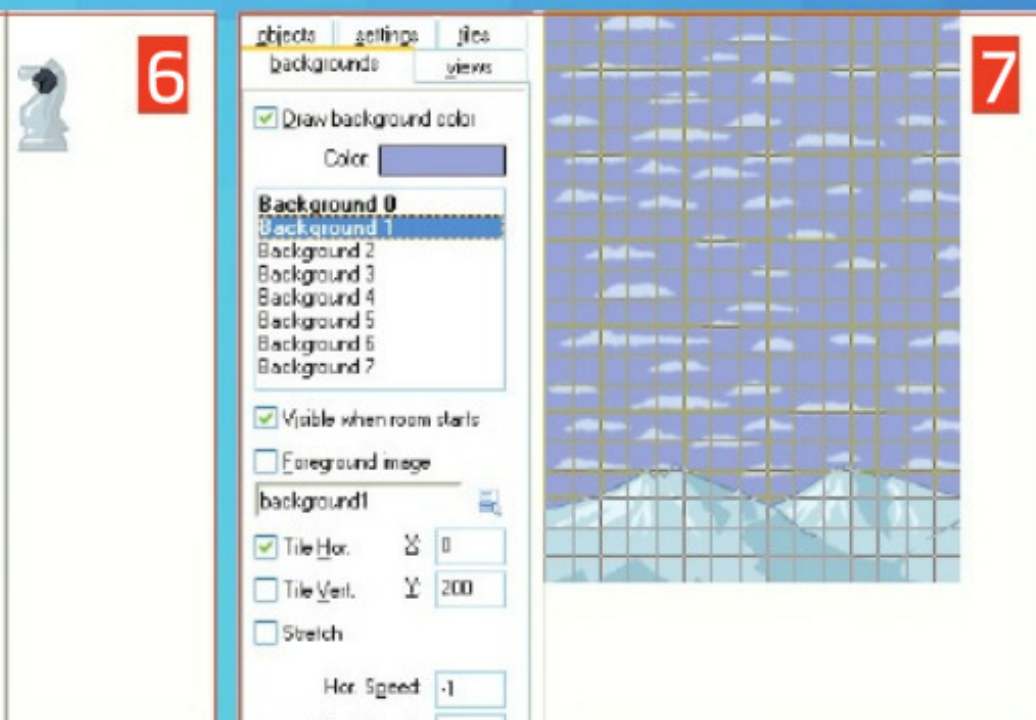 6
7
objects settings tiles
backgrounds views
Draw background color
Color:
Background 0
Background 1
Background 2
Background 3
Background 4
Background 5
Background 6
Background 7
Visible when room starts
Foreground image
background1
Tile Hor. X: 0
Tile Vert. Y: 200
Stretch
Hor. Speed: -1